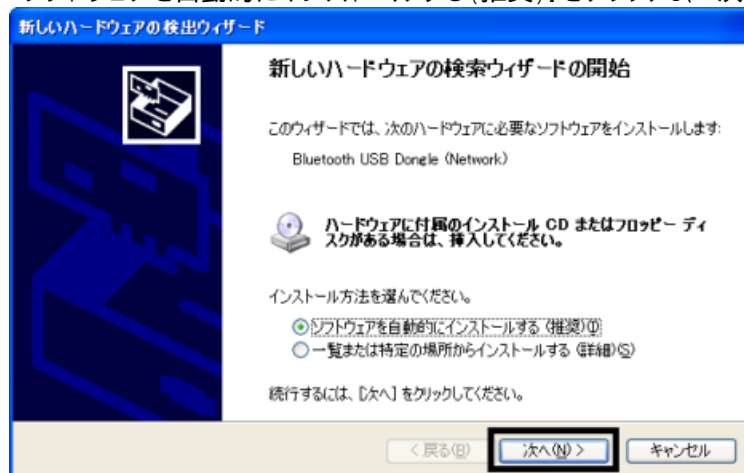 新しいハードウェアの検出ウィザード
新しいハードウェアの検索ウィザードの開始
このウィザードでは、次のハードウェアに必要なソフトウェアをインストールします:
Bluetooth USB Dongle (Network)
ハードウェアに付属のインストール CD またはフロッピー ディ
スクがある場合は、挿入してください。
インストール方法を選んでください。
ソフトウェアを自動的にインストールする (推奨)(I)
一覧または特定の場所からインストールする (詳細)(S)
続行するには、[次へ] をクリックしてください。
< 戻る(B) 次へ(N) > キャンセル